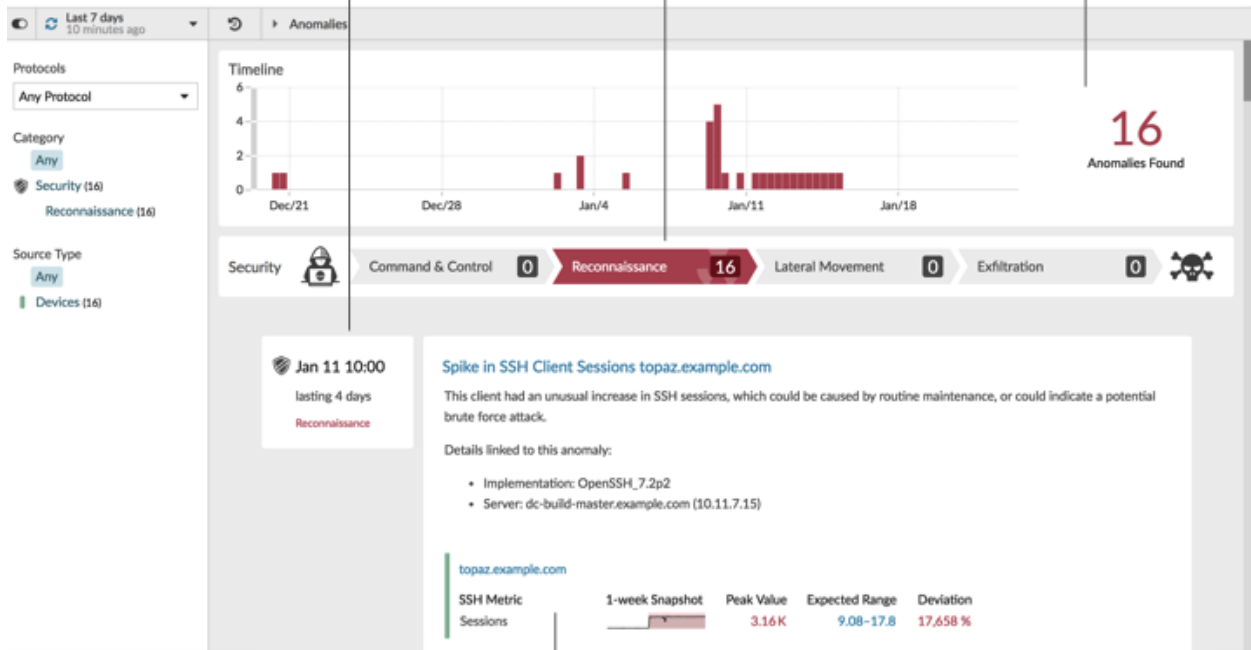 Last 7 days
10 minutes ago
Anomalies
Protocols
Any Protocol
Category
Any
Security (16)
Reconnaissance (16)
Source Type
Any
Devices (16)
Timeline
6
4
2
0
Dec/21 Dec/28 Jan/4 Jan/11 Jan/18
16
Anomalies Found
Security Command & Control 0 Reconnaissance 16 Lateral Movement 0 Exfiltration 0
Jan 11 10:00
lasting 4 days
Reconnaissance
Spike in SSH Client Sessions topaz.example.com
This client had an unusual increase in SSH sessions, which could be caused by routine maintenance, or could indicate a potential
brute force attack.
Details linked to this anomaly:
• Implementation: OpenSSH_7.2p2
• Server: dc-build-master.example.com (10.11.7.15)
topaz.example.com
SSH Metric 1-week Snapshot Peak Value Expected Range Deviation
Sessions 3.16 K 9.08–17.8 17,658 %